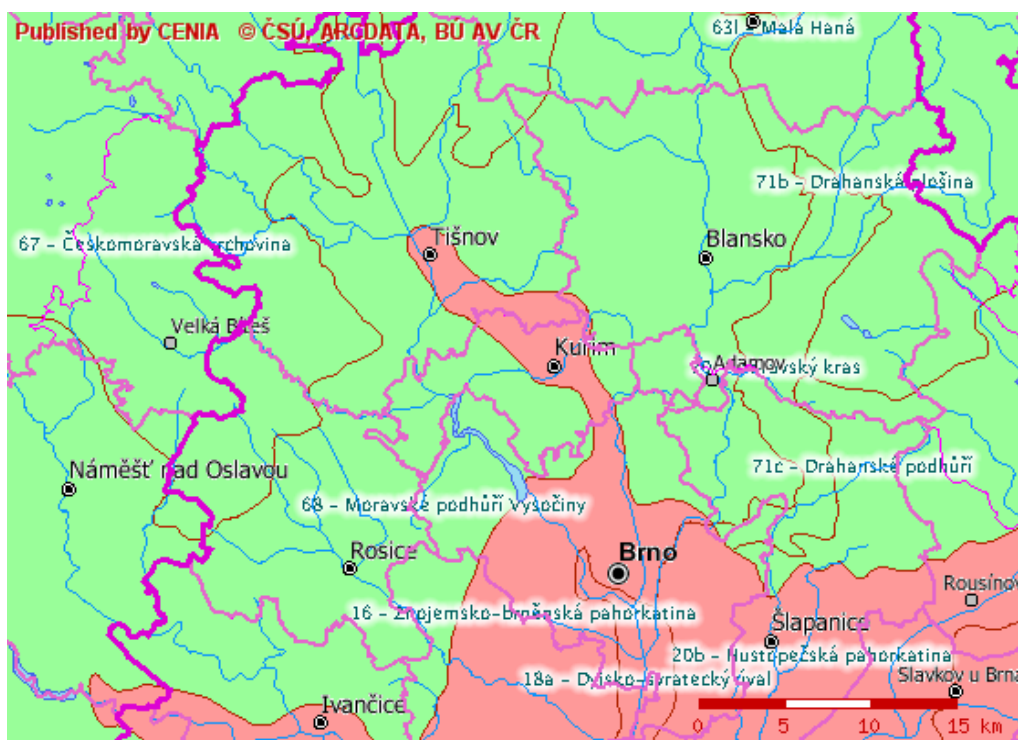 Published by CENIA © ČSÚ, ARCDATA, BÚ AV ČR
63l - Malá Haná
71b - Drahanská plošina
Tišnov
Blansko
67 - Českomoravská vrchovina
Velká Bíteš
Kuřim
Adamov
ský kras
Náměšť nad Oslavou
71c - Drahanské podhůří
68 - Moravské podhůří Vysočiny
Rosice
Brno
Rousínov
16 - Znojemsko-brněnská pahorkatina
Šlapanice
20b - Hustopečská pahorkatina
18a - Dyjsko-svratecký úval
Slavkov u Brna
Ivančice
0 5 10 15 km